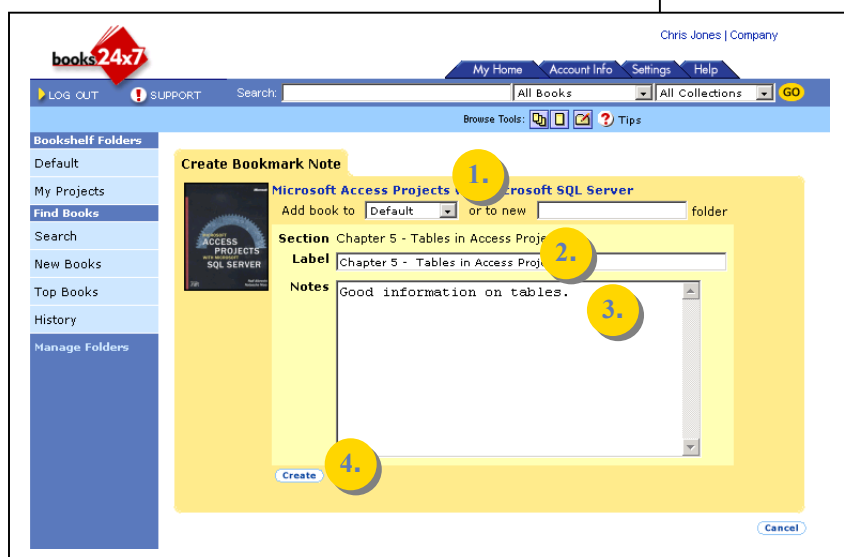 Chris Jones | Company
books24x7
My Home Account Info Settings Help
LOG OUT ! SUPPORT Search: All Books All Collections GO
Browse Tools: ? Tips
Bookshelf Folders
Default
My Projects
Find Books
Search
New Books
Top Books
History
Manage Folders
Create Bookmark Note
1.
Microsoft Access Projects Microsoft SQL Server
Add book to Default or to new folder
ACCESS
PROJECTS
SQL SERVER
Section Chapter 5 - Tables in Access Proje
2.
Label Chapter 5 - Tables in Access Proj
Notes Good information on tables.
3.
4.
Create
Cancel